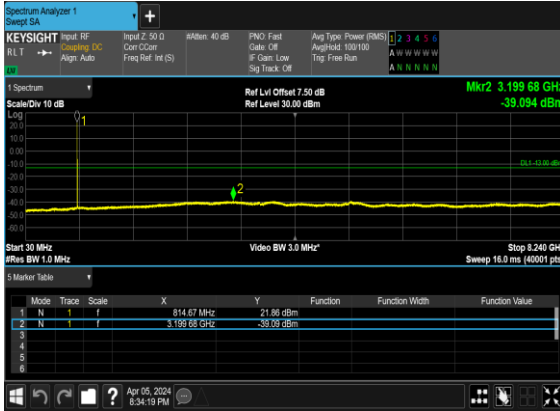 Spectrum Analyzer 1
Swept SA
+
KEYSIGHT Input: RF Input Z: 50 Ω #Atten: 40 dB PNO: Fast Avg Type: Power (RMS) 1 2 3 4 5 6
RLT Coupling: DC Corr CCorr Gate: Off Avg|Hold: 100/100 A W W W W W
Align: Auto Freq Ref: Int (S) IF Gain: Low Trig: Free Run
Sig Track: Off A N N N N N
1 Spectrum Ref Lvl Offset 7.50 dB Mkr2 3.199 68 GHz
Scale/Div 10 dB Ref Level 30.00 dBm -39.094 dBm
Log
20.0
10.0
0.00
-10.0
DL1 -13.00 dBm
-20.0
-30.0
-40.0
-50.0
-60.0
1
2
Start 30 MHz Video BW 3.0 MHz* Stop 8.240 GH
#Res BW 1.0 MHz Sweep 16.0 ms (40001 pts
5 Marker Table
Mode Trace Scale X Y Function Function Width Function Value
1 N 1 f 814.67 MHz 21.86 dBm
2 N 1 f 3.199 68 GHz -39.09 dBm
3
4
5
6
? Apr 05, 2024
8:34:19 PM